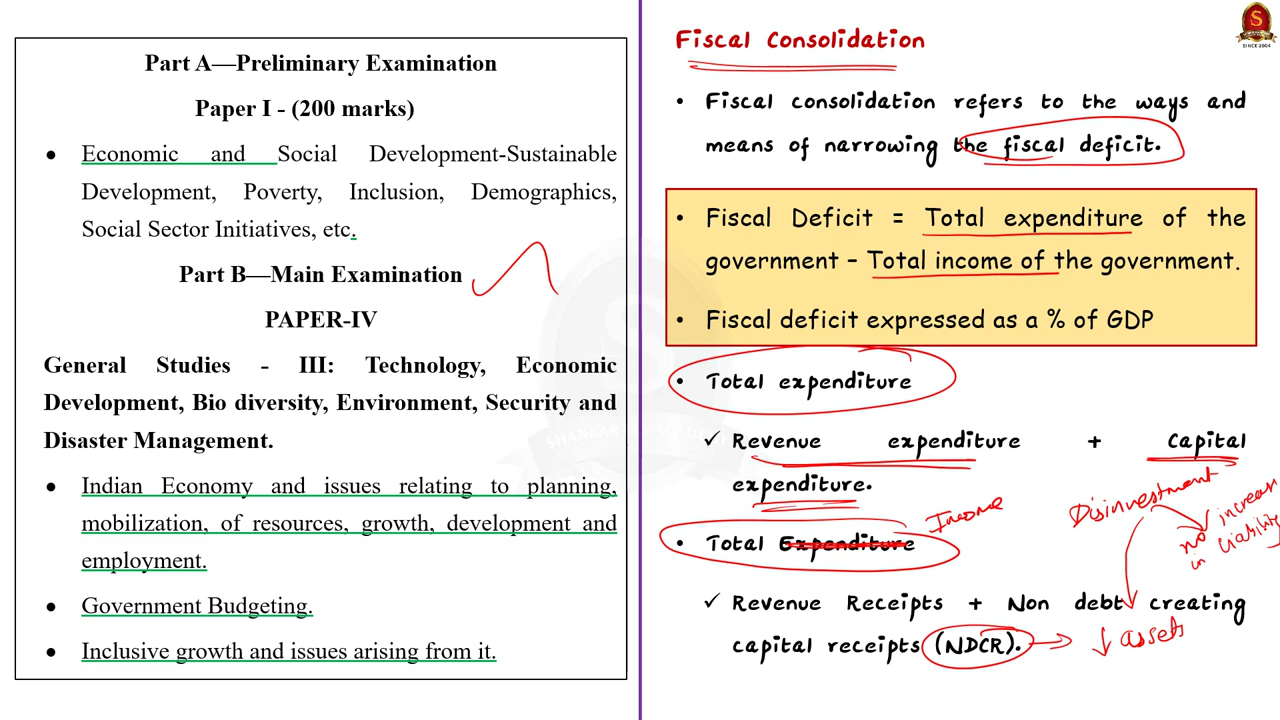 Part A—Preliminary Examination
Paper I - (200 marks)
• Economic and Social Development-Sustainable
Development, Poverty, Inclusion, Demographics,
Social Sector Initiatives, etc.
Part B—Main Examination
PAPER-IV
General Studies - III: Technology, Economic
Development, Bio diversity, Environment, Security and
Disaster Management.
• Indian Economy and issues relating to planning,
mobilization, of resources, growth, development and
employment.
• Government Budgeting.
• Inclusive growth and issues arising from it.
S
SINCE 2004
Fiscal Consolidation
• Fiscal consolidation refers to the ways and
means of narrowing the fiscal deficit.
• Fiscal Deficit = Total expenditure of the
government - Total income of the government.
• Fiscal deficit expressed as a % of GDP
• Total expenditure
✓ Revenue expenditure + Capital
expenditure.
Disinvestment
no increase
in liability
Income
• Total Expenditure
✓ Revenue Receipts + Non debt creating
capital receipts (NDCR).
↓ assets